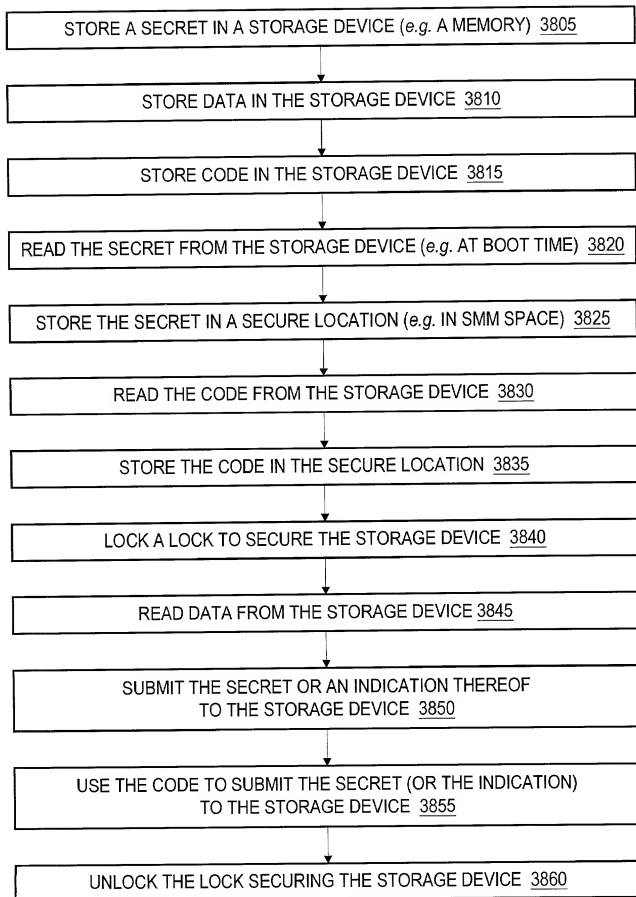 STORE A SECRET IN A STORAGE DEVICE (e.g. A MEMORY) 3805
STORE DATA IN THE STORAGE DEVICE 3810
STORE CODE IN THE STORAGE DEVICE 3815
READ THE SECRET FROM THE STORAGE DEVICE (e.g. AT BOOT TIME) 3820
STORE THE SECRET IN A SECURE LOCATION (e.g. IN SMM SPACE) 3825
READ THE CODE FROM THE STORAGE DEVICE 3830
STORE THE CODE IN THE SECURE LOCATION 3835
LOCK A LOCK TO SECURE THE STORAGE DEVICE 3840
READ DATA FROM THE STORAGE DEVICE 3845
SUBMIT THE SECRET OR AN INDICATION THEREOF
TO THE STORAGE DEVICE 3850
USE THE CODE TO SUBMIT THE SECRET (OR THE INDICATION)
TO THE STORAGE DEVICE 3855
UNLOCK THE LOCK SECURING THE STORAGE DEVICE 3860